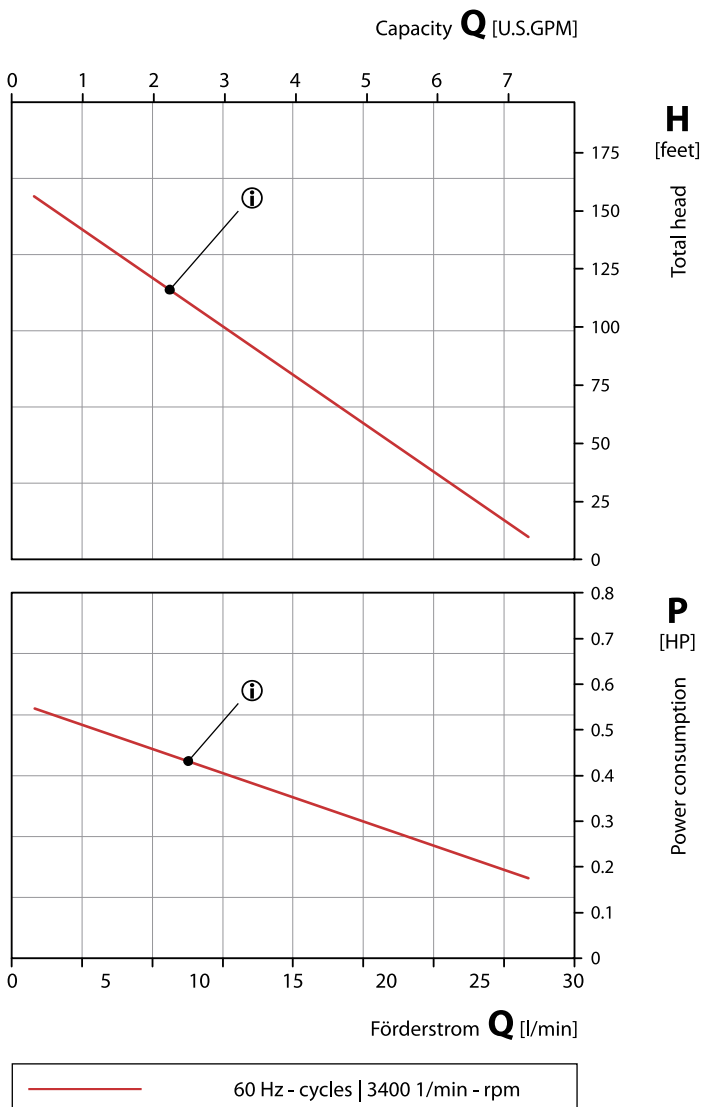 Capacity Q [U.S.GPM]
0 1 2 3 4 5 6 7
H
[feet]
Total head
175
150
125
100
75
50
25
0
i
P
[HP]
Power consumption
0.8
0.7
0.6
0.5
0.4
0.3
0.2
0.1
0
i
0 5 10 15 20 25 30
Förderstrom Q [l/min]
60 Hz - cycles | 3400 1/min - rpm